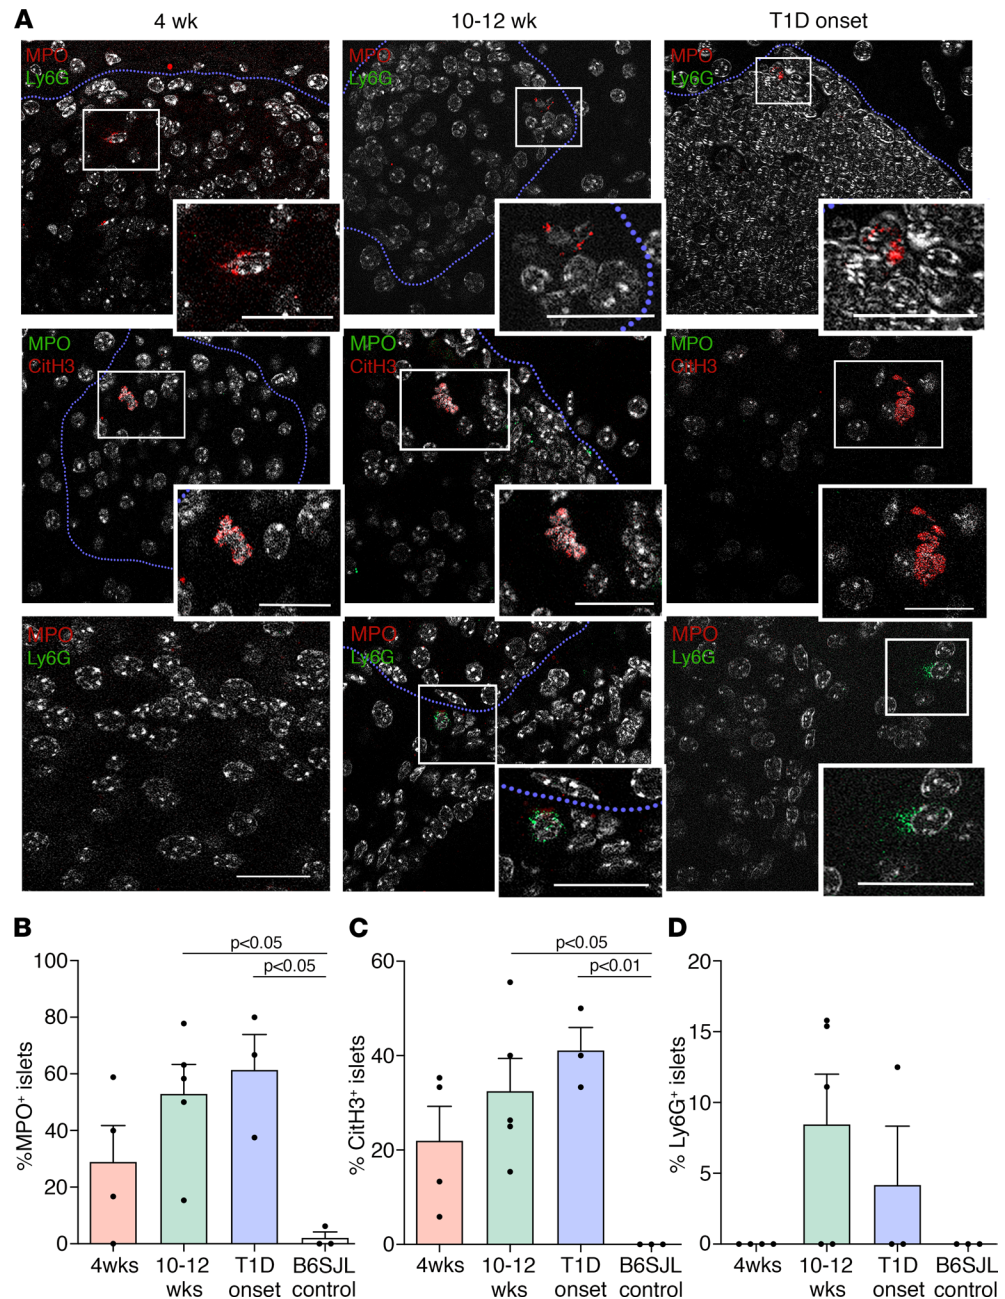 A
4 wk
10-12 wk
T1D onset
MPO
Ly6G
MPO
Ly6G
MPO
Ly6G
MPO
CitH3
MPO
CitH3
MPO
CitH3
MPO
Ly6G
MPO
Ly6G
MPO
Ly6G
B
p<0.05
p<0.05
100
80
60
40
20
0
%MPO⁺ islets
4wks
10-12
wks
T1D
onset
B6SJL
control
C
p<0.05
p<0.01
60
40
20
0
% CitH3⁺ islets
4wks
10-12
wks
T1D
onset
B6SJL
control
D
20
15
10
5
0
% Ly6G⁺ islets
4wks
10-12
wks
T1D
onset
B6SJL
control